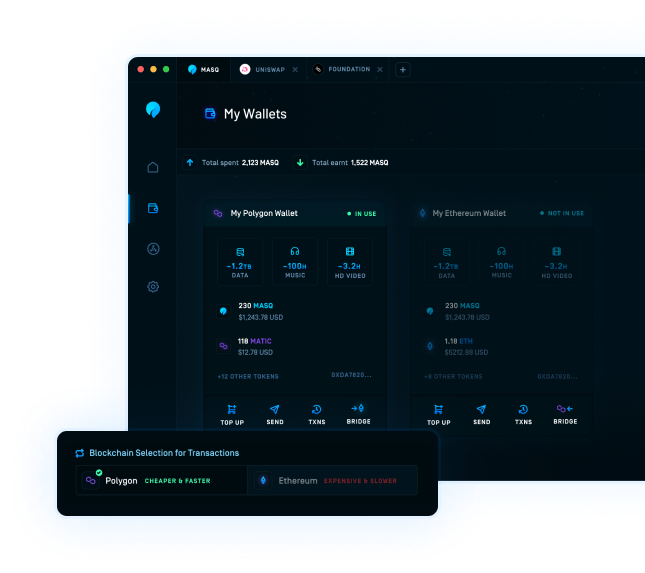 MASQ
UNISWAP
FOUNDATION
My Wallets
Total spent 2,123 MASQ Total earnt 1,522 MASQ
My Polygon Wallet IN USE
~1.2TB ~100H ~3.2H
DATA MUSIC HD VIDEO
230 MASQ
$1,243.78 USD
118 MATIC
$12.78 USD
+12 OTHER TOKENS 0XDA7820...
TOP UP SEND TXNS BRIDGE
My Ethereum Wallet NOT IN USE
~1.2TB ~100H ~3.2H
DATA MUSIC HD VIDEO
230 MASQ
$1,243.78 USD
1.18 ETH
$5212.88 USD
+8 OTHER TOKENS 0XDA7820...
TOP UP SEND TXNS BRIDGE
Blockchain Selection for Transactions
Polygon CHEAPER & FASTER Ethereum EXPENSIVE & SLOWER